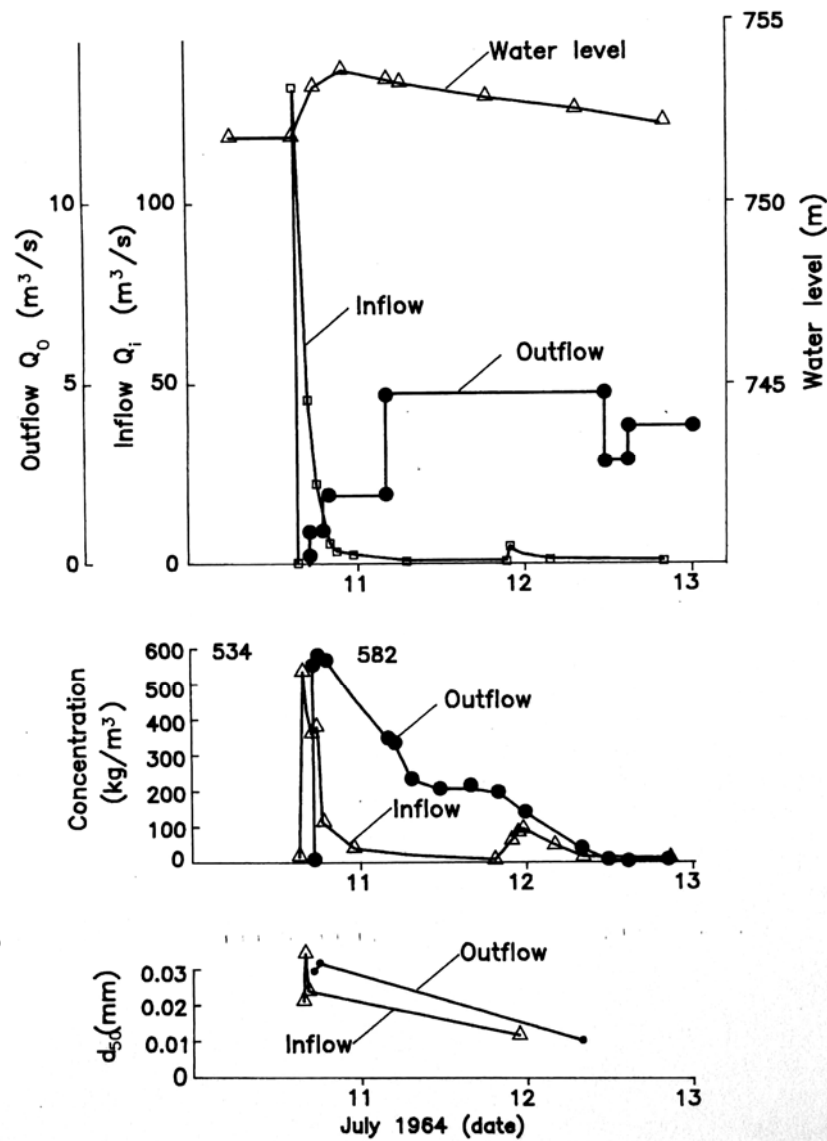 755
Water level
10
100
750
Outflow Q₀ (m³/s)
Inflow Qᵢ (m³/s)
Water level (m)
Inflow
Outflow
5
50
745
0
0
11
12
13
600
534
582
500
400
300
200
100
0
Concentration
(kg/m³)
Outflow
Inflow
11
12
13
0.03
0.02
0.01
0
d₅₀(mm)
Outflow
Inflow
11
12
13
July 1964 (date)